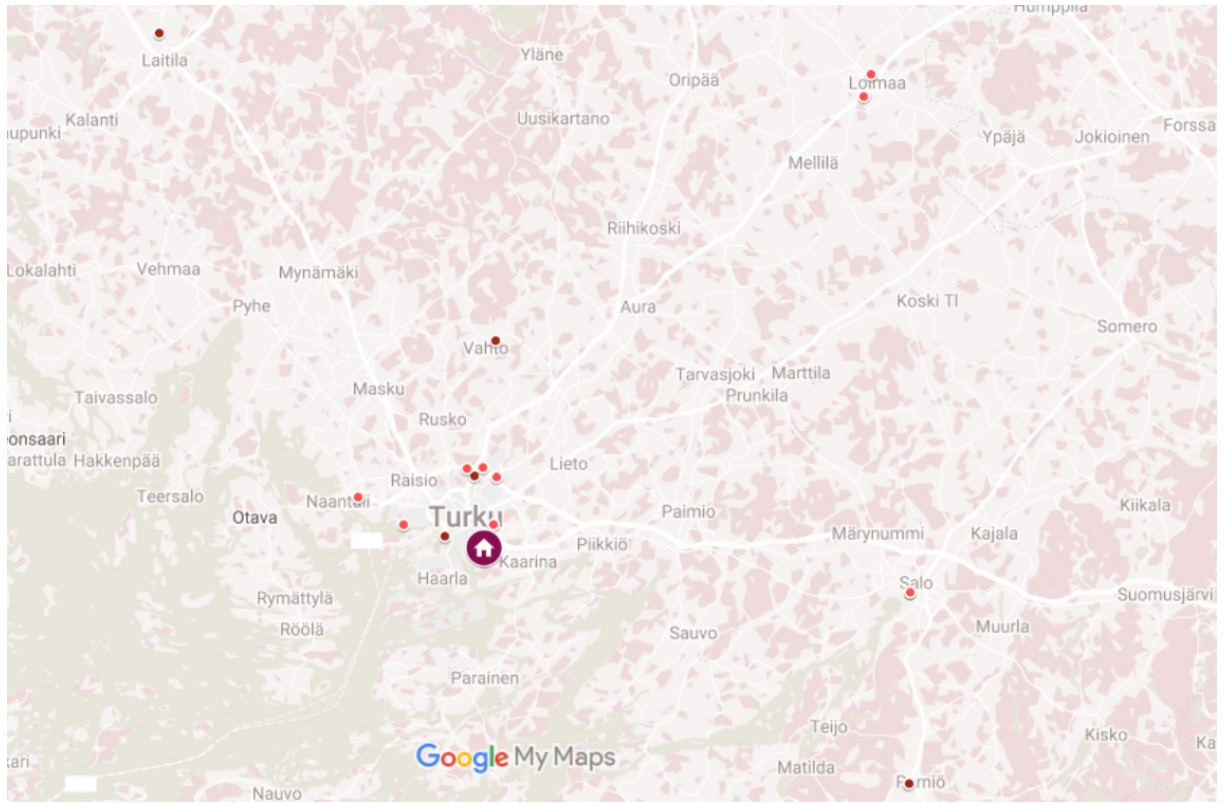 Humppila
Laitila
Yläne
Oripää
Loimaa
aupunki
Kalanti
Uusikartano
Ypäjä
Jokioinen
Forssa
Mellilä
Riihikoski
Lokalahti
Vehmaa
Mynämäki
Pyhe
Aura
Koski Tl
Somero
Vahto
Tarvasjoki
Marttila
Masku
Prunkila
Taivassalo
Rusko
ri
onsaari
arattula
Hakkenpää
Lieto
Raisio
Teersalo
Naantali
Otava
Turku
Paimio
Kiikala
Märynummi
Kajala
Piikkiö
Kaarina
Haarla
Salo
Rymättylä
Suomusjärvi
Röölä
Sauvo
Muurla
Parainen
Teijo
Kisko
kari
Google My Maps
Matilda
Ka
Perniö
Nauvo